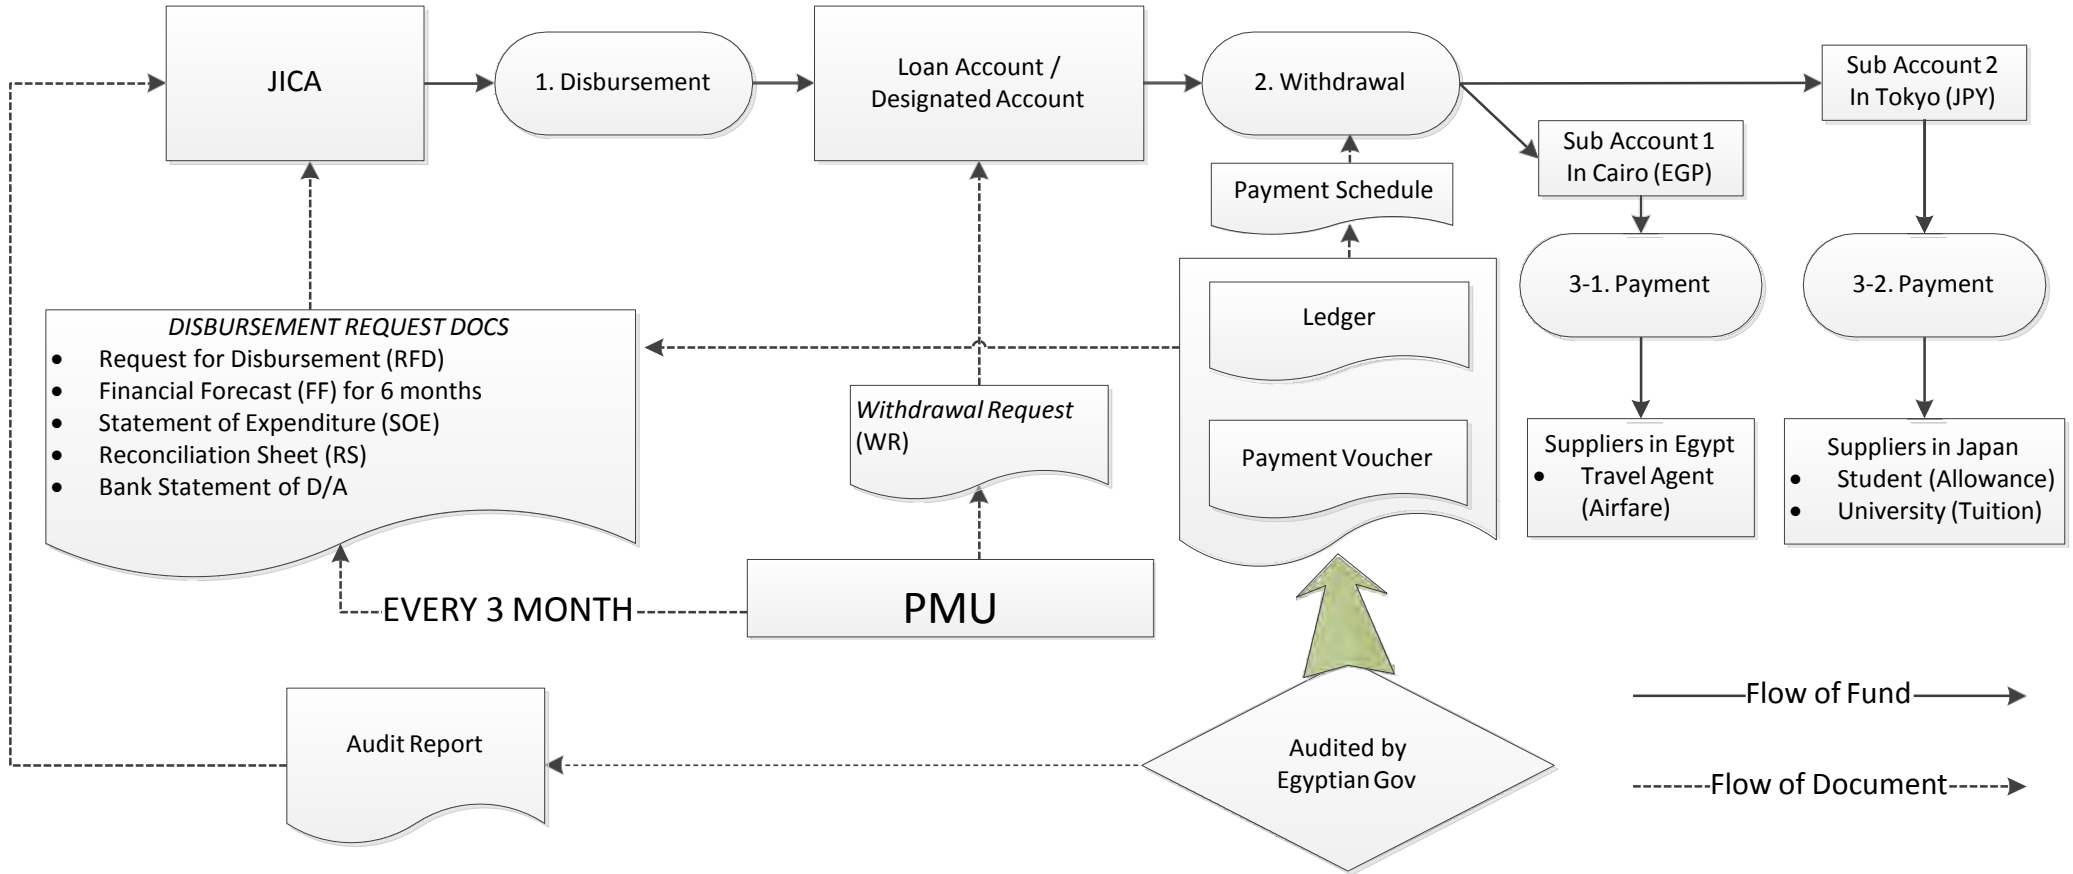 JICA
1. Disbursement
Loan Account /
Designated Account
2. Withdrawal
Sub Account 2
In Tokyo (JPY)
Sub Account 1
In Cairo (EGP)
Payment Schedule
3-1. Payment
3-2. Payment
DISBURSEMENT REQUEST DOCS
• Request for Disbursement (RFD)
• Financial Forecast (FF) for 6 months
• Statement of Expenditure (SOE)
• Reconciliation Sheet (RS)
• Bank Statement of D/A
Ledger
Withdrawal Request
(WR)
Payment Voucher
Suppliers in Egypt
• Travel Agent
(Airfare)
Suppliers in Japan
• Student (Allowance)
• University (Tuition)
EVERY 3 MONTH
PMU
Flow of Fund
Audit Report
Audited by
Egyptian Gov
Flow of Document